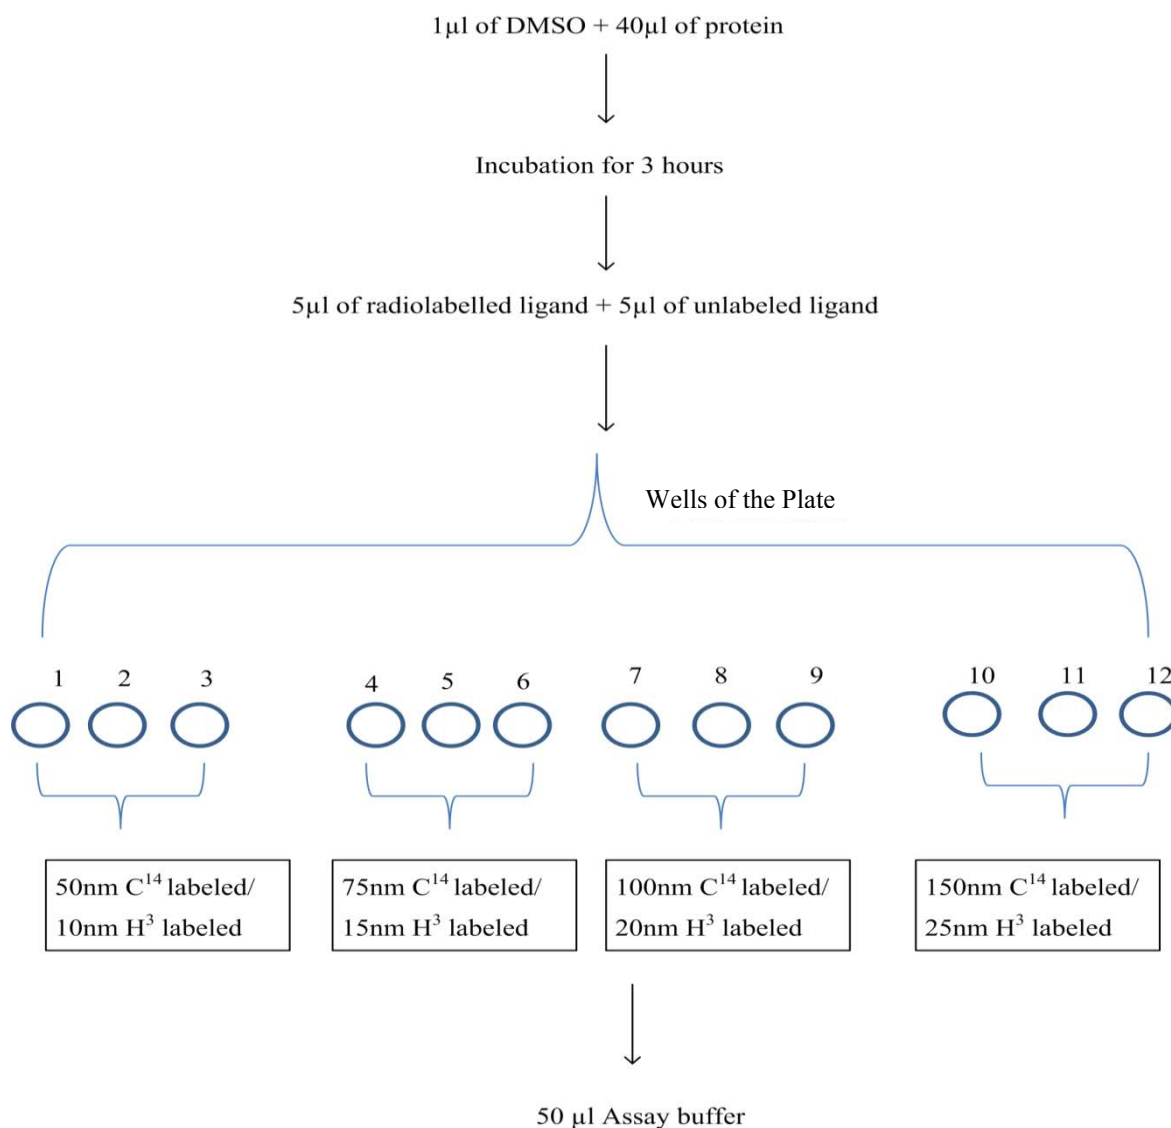 1µl of DMSO + 40µl of protein
Incubation for 3 hours
5µl of radiolabelled ligand + 5µl of unlabeled ligand
Wells of the Plate
1 2 3 4 5 6 7 8 9 10 11 12
50nm C¹⁴ labeled/
10nm H³ labeled
75nm C¹⁴ labeled/
15nm H³ labeled
100nm C¹⁴ labeled/
20nm H³ labeled
150nm C¹⁴ labeled/
25nm H³ labeled
50 µl Assay buffer